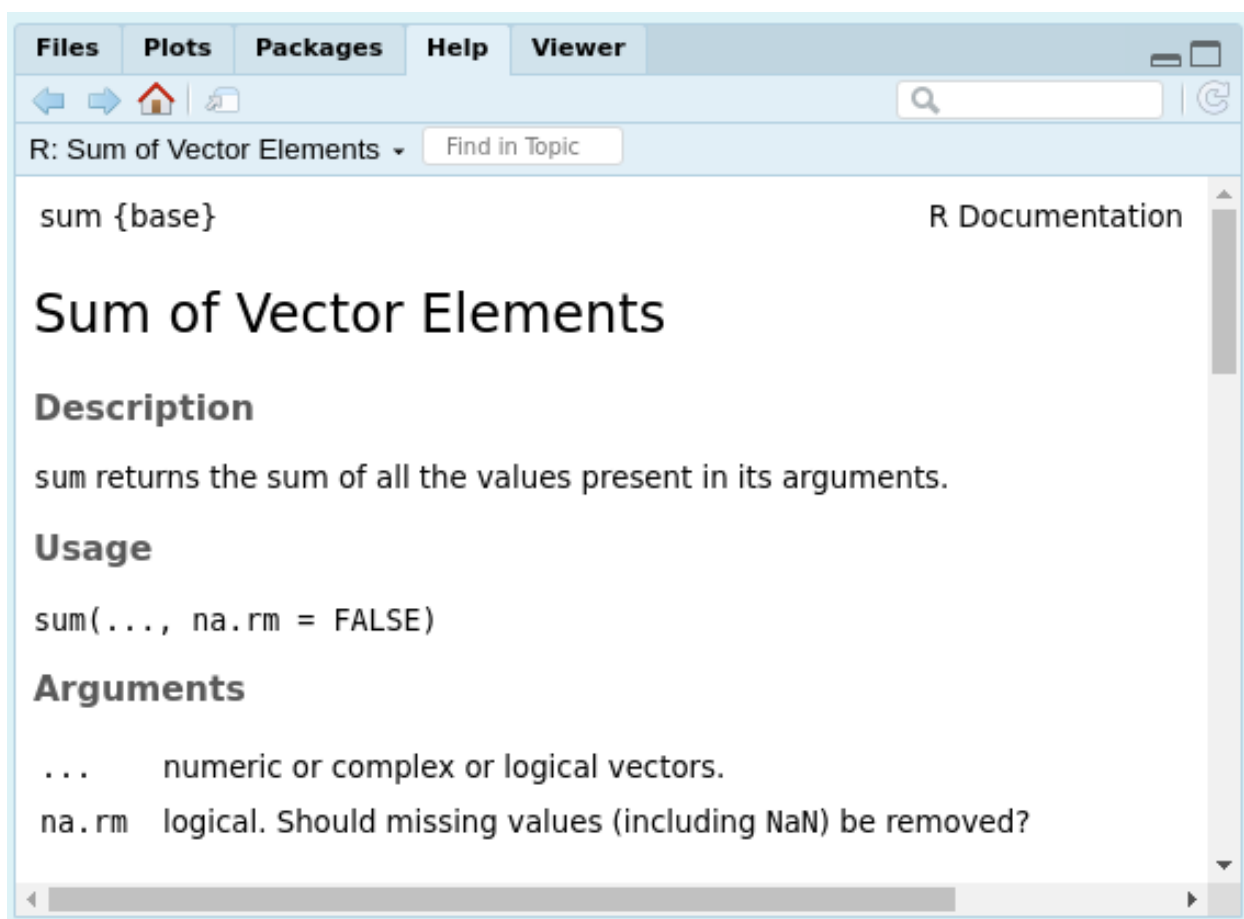 Files Plots Packages Help Viewer
R: Sum of Vector Elements Find in Topic
sum {base} R Documentation
Sum of Vector Elements
Description
sum returns the sum of all the values present in its arguments.
Usage
sum(..., na.rm = FALSE)
Arguments
... numeric or complex or logical vectors.
na.rm logical. Should missing values (including NaN) be removed?